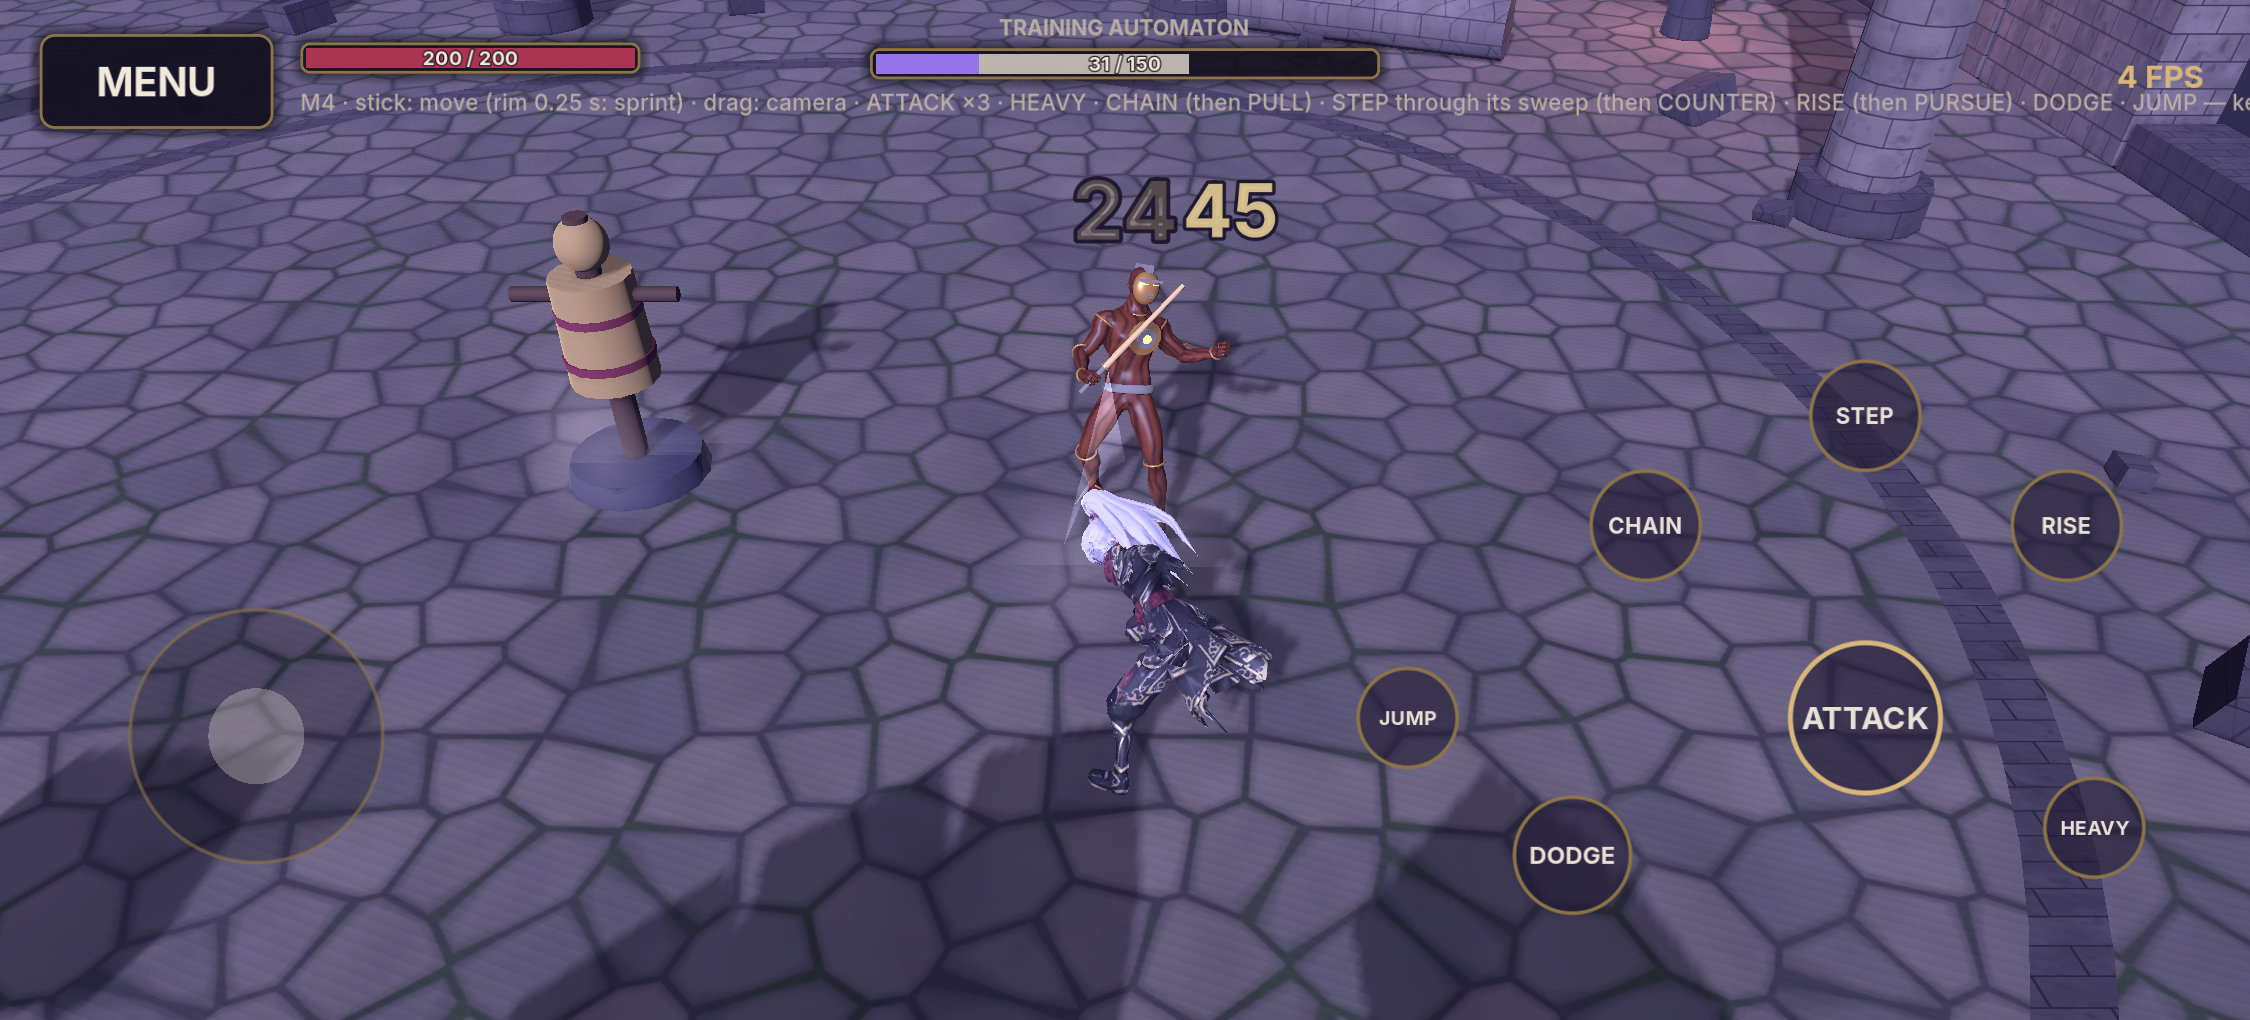 TRAINING AUTOMATON
MENU
200 / 200
31 / 150
4 FPS
M4 · stick: move (rim 0.25 s: sprint) · drag: camera · ATTACK ×3 · HEAVY · CHAIN (then PULL) · STEP through its sweep (then COUNTER) · RISE (then PURSUE) · DODGE · JUMP — ke
24 45
STEP
CHAIN
RISE
JUMP
ATTACK
HEAVY
DODGE